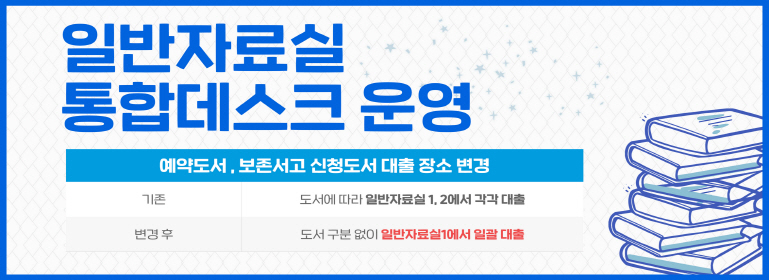 일반자료실
통합데스크 운영
예약도서 , 보존서고 신청도서 대출 장소 변경
기존 도서에 따라 일반자료실 1, 2에서 각각 대출
변경 후 도서 구분 없이 일반자료실1에서 일괄 대출